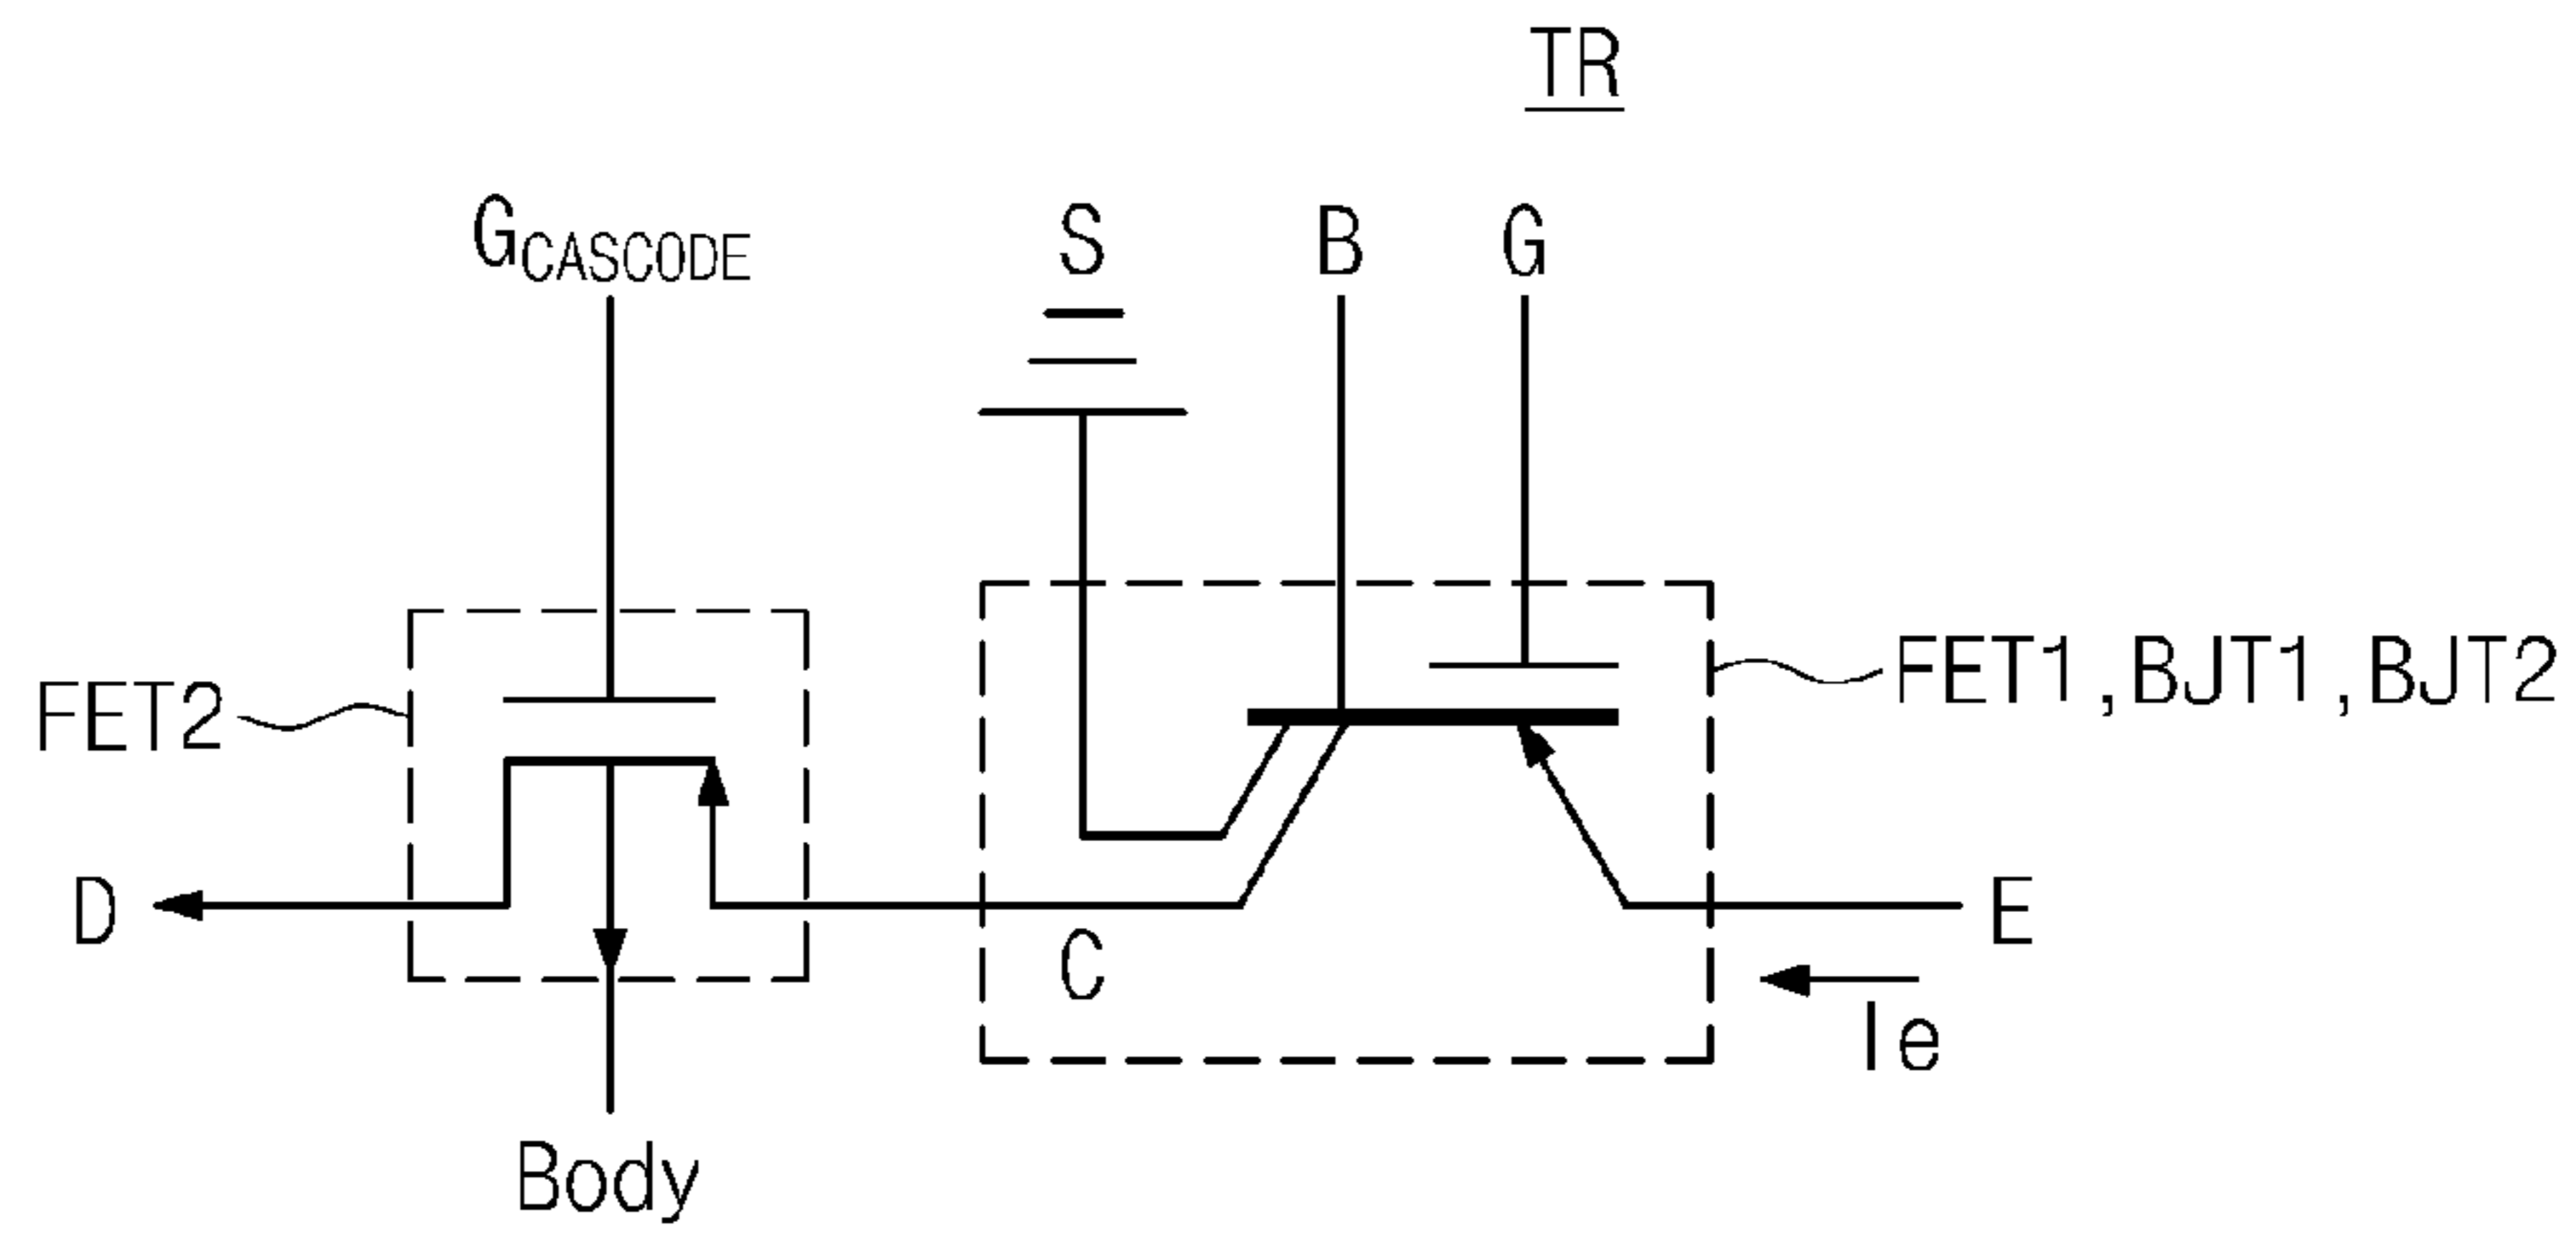 TR
GCASCODE
S
B
G
FET2
FET1, BJT1, BJT2
D
C
E
Ie
Body